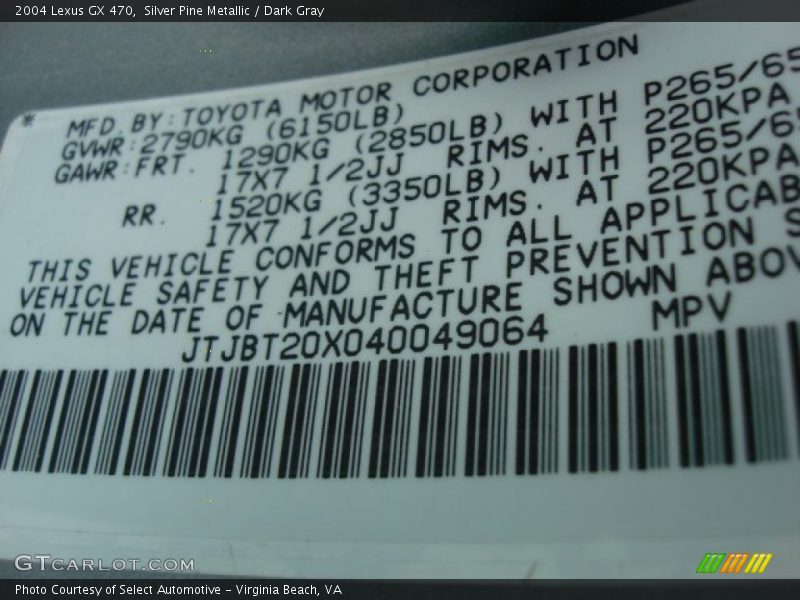 2004 Lexus GX 470, Silver Pine Metallic / Dark Gray
* MFD. BY: TOYOTA MOTOR CORPORATION
GVWR: 2790KG (6150LB)
GAWR: FRT. 1290KG (2850LB) WITH P265/65
17X7 1/2JJ RIMS. AT 220KPA
RR. 1520KG (3350LB) WITH P265/65
17X7 1/2JJ RIMS. AT 220KPA
THIS VEHICLE CONFORMS TO ALL APPLICAB
VEHICLE SAFETY AND THEFT PREVENTION S
ON THE DATE OF MANUFACTURE SHOWN ABOV
JTJBT20X040049064 MPV
GTCARLOT.COM
Photo Courtesy of Select Automotive - Virginia Beach, VA